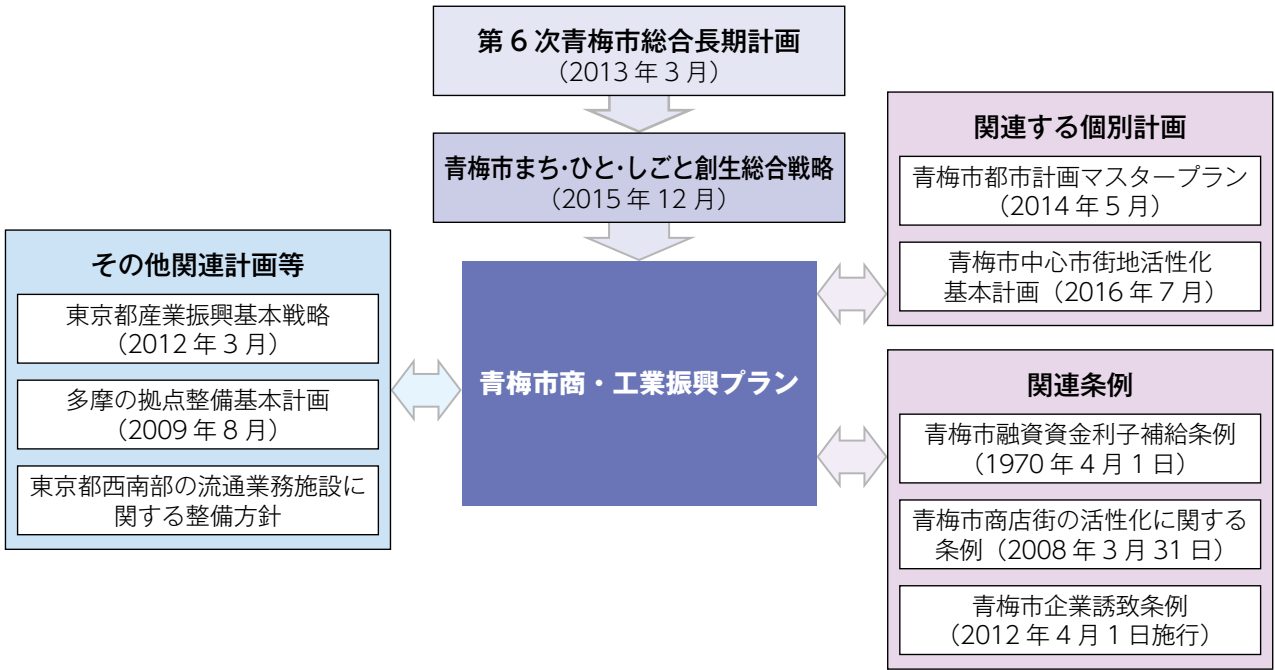 第6次青梅市総合長期計画
（2013年3月）
青梅市まち･ひと･しごと創生総合戦略
（2015年12月）
青梅市商・工業振興プラン
その他関連計画等
東京都産業振興基本戦略
（2012年3月）
多摩の拠点整備基本計画
（2009年8月）
東京都西南部の流通業務施設に
関する整備方針
関連する個別計画
青梅市都市計画マスタープラン
（2014年5月）
青梅市中心市街地活性化
基本計画（2016年7月）
関連条例
青梅市融資資金利子補給条例
（1970年4月1日）
青梅市商店街の活性化に関する
条例（2008年3月31日）
青梅市企業誘致条例
（2012年4月1日施行）